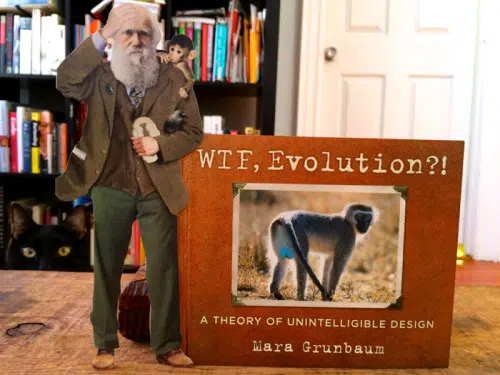 WTF, Evolution?!
A THEORY OF UNINTELLIGIBLE DESIGN
Mara Grunbaum